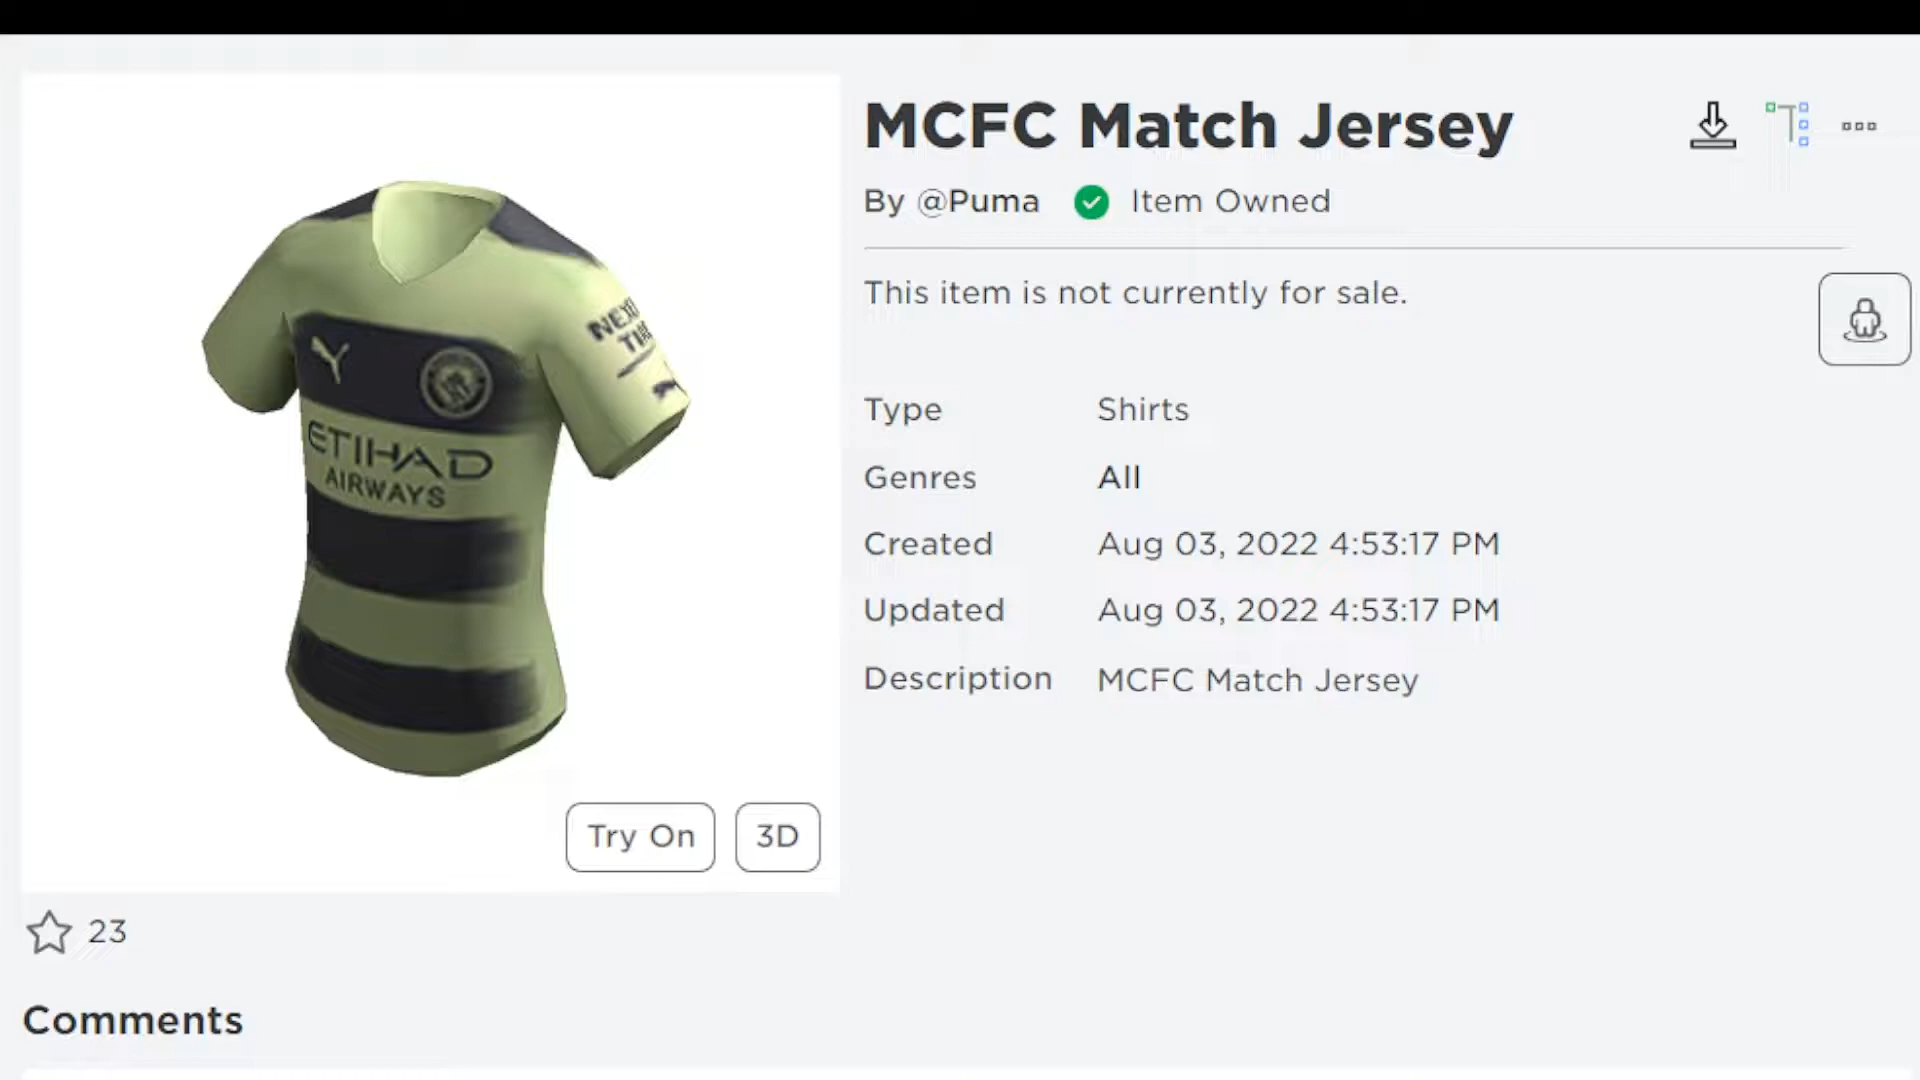 MCFC Match Jersey
By @Puma Item Owned
This item is not currently for sale.
NEX
TI
ETIHAD
AIRWAYS
Type Shirts
Genres All
Created Aug 03, 2022 4:53:17 PM
Updated Aug 03, 2022 4:53:17 PM
Description MCFC Match Jersey
Try On 3D
23
Comments